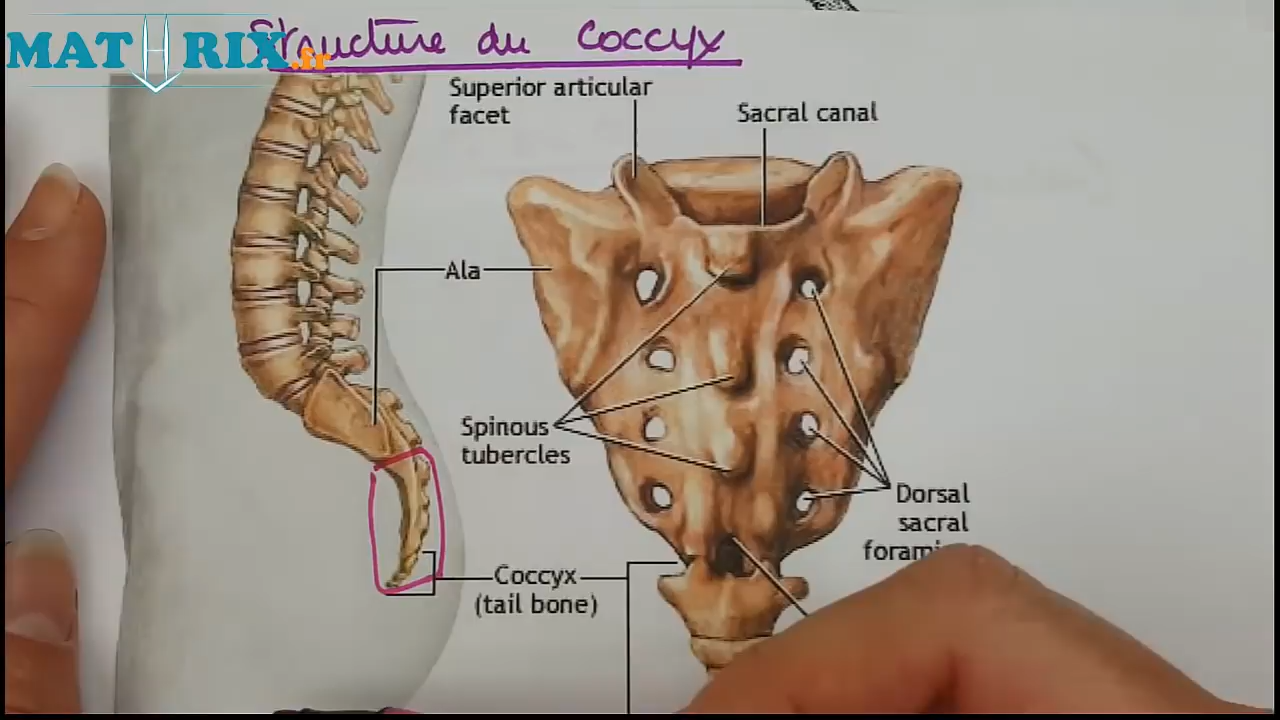 MATHRIX.fr
Structure du Coccyx
Superior articular
facet
Sacral canal
Ala
Spinous
tubercles
Dorsal
sacral
Coccyx
(tail bone)